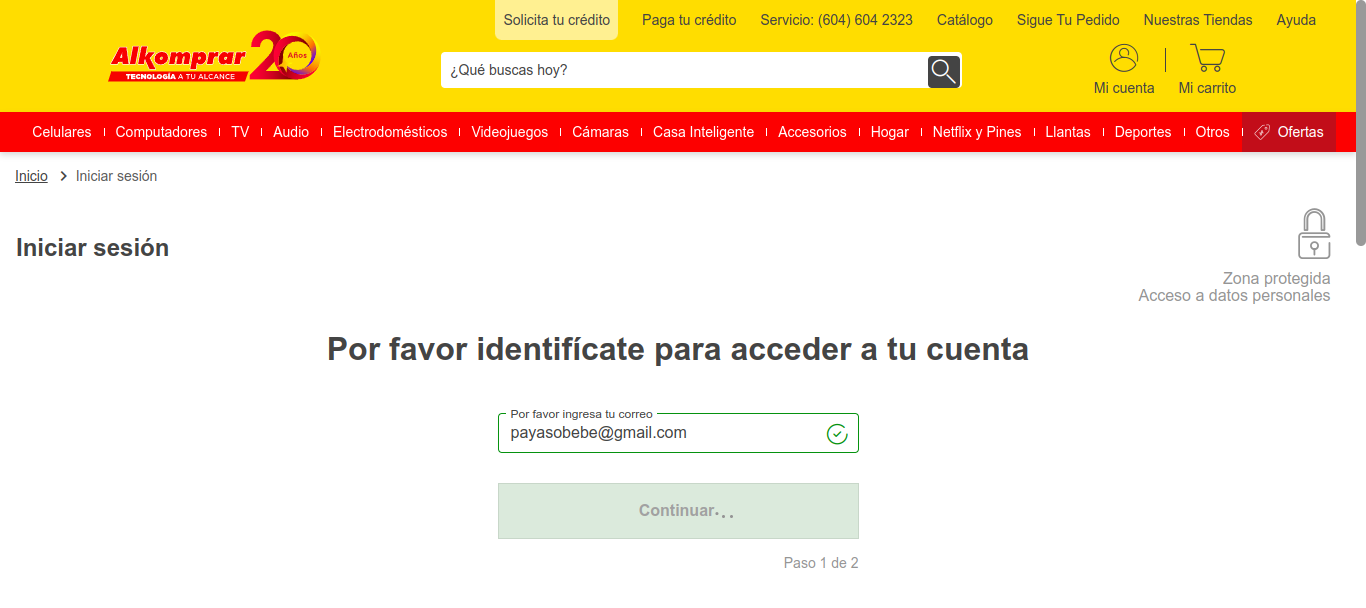 Solicita tu crédito Paga tu crédito Servicio: (604) 604 2323 Catálogo Sigue Tu Pedido Nuestras Tiendas Ayuda
Alkomprar 20 Años
TECNOLOGÍA A TU ALCANCE
¿Qué buscas hoy?
Mi cuenta Mi carrito
Celulares Computadores TV Audio Electrodomésticos Videojuegos Cámaras Casa Inteligente Accesorios Hogar Netflix y Pines Llantas Deportes Otros Ofertas
Inicio Iniciar sesión
Iniciar sesión
Zona protegida
Acceso a datos personales
Por favor identifícate para acceder a tu cuenta
Por favor ingresa tu correo
payasobebe@gmail.com
Continuar...
Paso 1 de 2